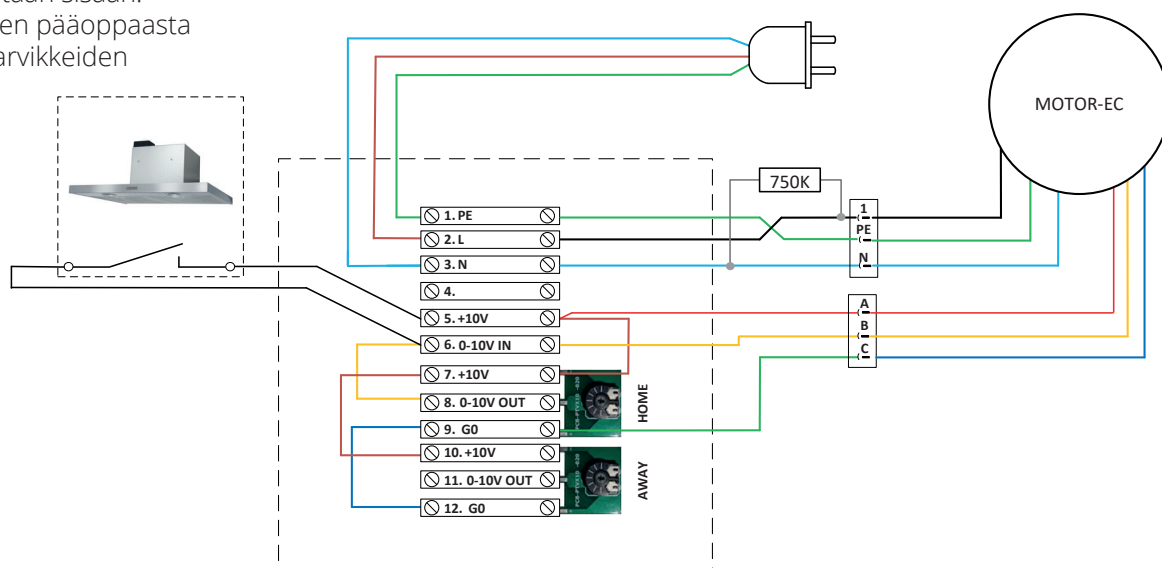 en pääoppaasta
arvikkeiden
MOTOR-EC
750K
1. PE
2. L
3. N
4.
5. +10V
6. 0-10V IN
7. +10V
8. 0-10V OUT
9. G0
10. +10V
11. 0-10V OUT
12. G0
HOME
AWAY
1
PE
N
A
B
C